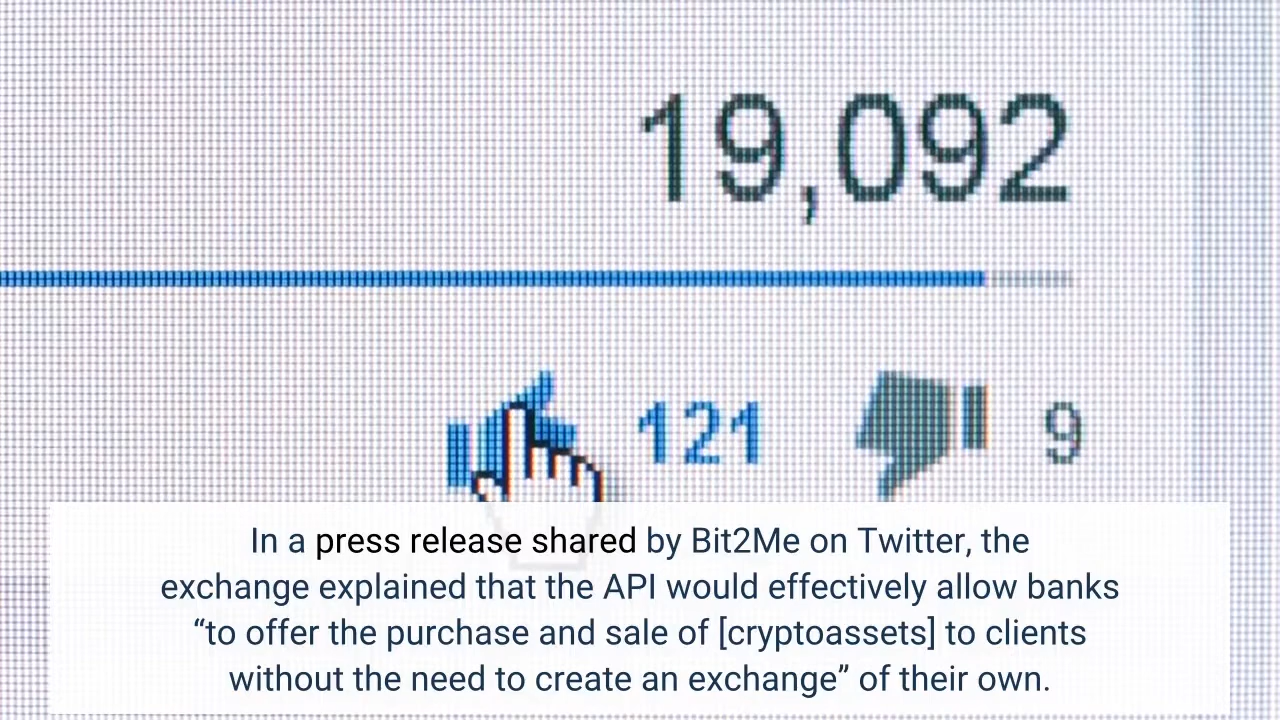 19,092
121
9
In a press release shared by Bit2Me on Twitter, the
exchange explained that the API would effectively allow banks
“to offer the purchase and sale of [cryptoassets] to clients
without the need to create an exchange” of their own.